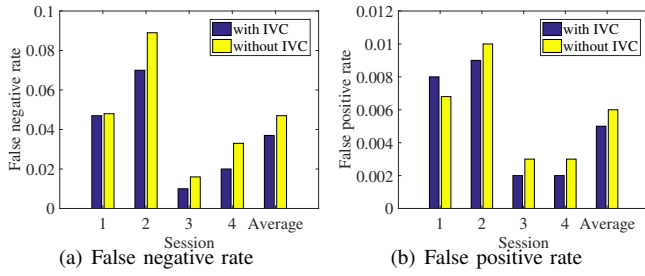 0.1
0.08
0.06
0.04
0.02
0
False negative rate
with IVC
without IVC
1 2 3 4 Average
Session
(a) False negative rate
0.012
0.01
0.008
0.006
0.004
0.002
0
False positive rate
with IVC
without IVC
1 2 3 4 Average
Session
(b) False positive rate